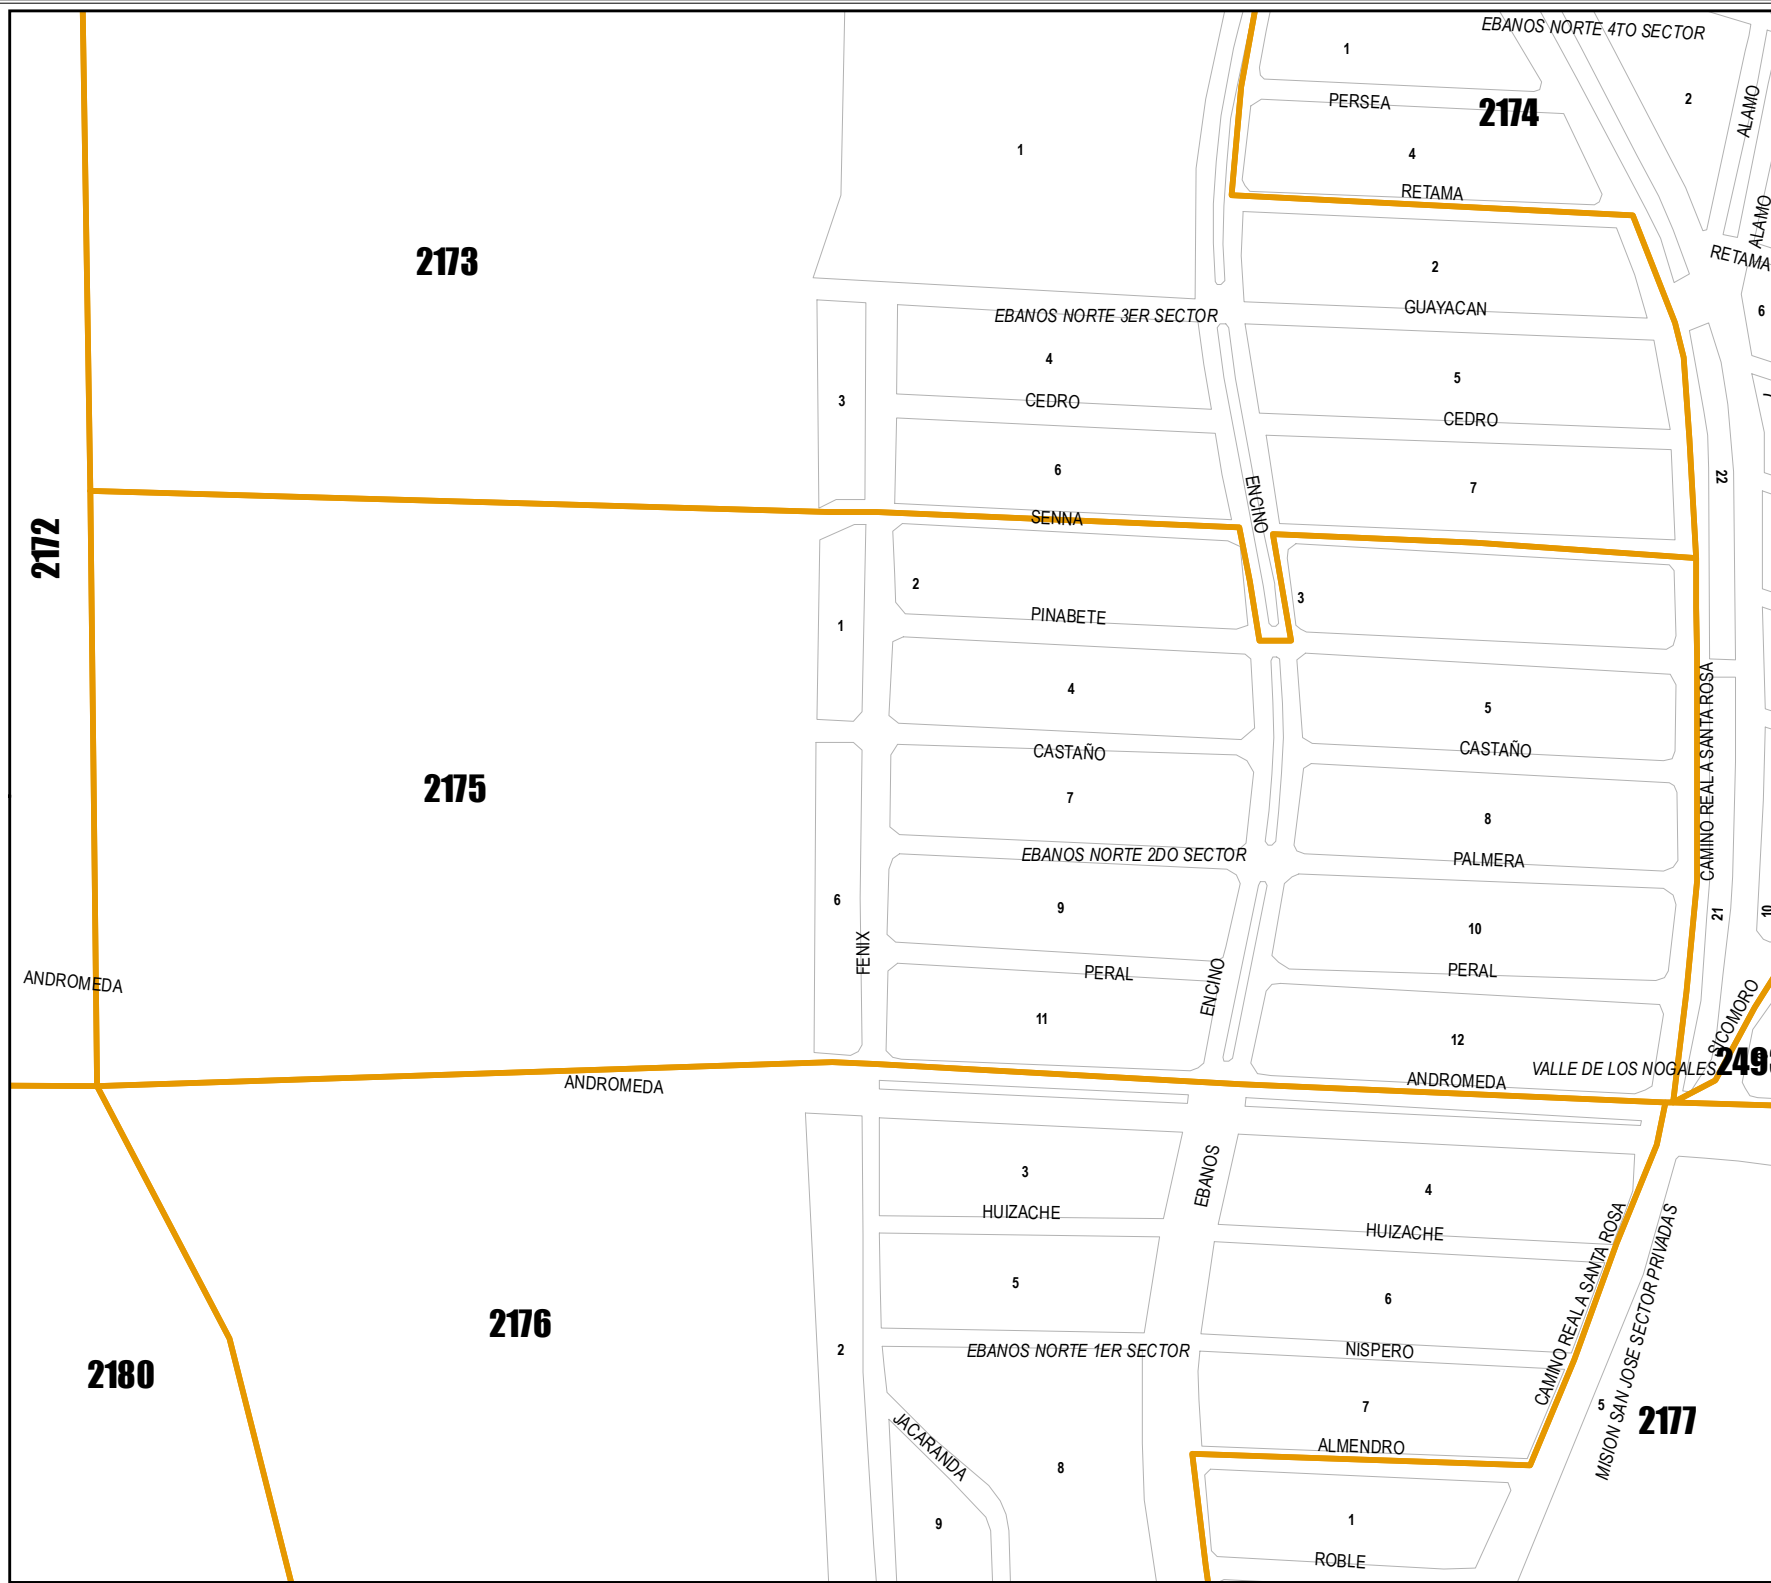 EBANOS NORTE 4TO SECTOR
1
2
PERSEA
2174
ALAMO
1
4
RETAMA
ALAMO
2173
2
RETAMA
GUAYACAN
6
EBANOS NORTE 3ER SECTOR
4
5
3
CEDRO
CEDRO
7
6
7
22
ENCINO
SENNA
2172
2
3
PINABETE
1
4
5
CAMINO REAL A SANTA ROSA
CASTAÑO
CASTAÑO
2175
7
8
EBANOS NORTE 2DO SECTOR
PALMERA
6
9
10
21
10
FENIX
PERAL
PERAL
ENCINO
ANDROMEDA
11
12
SICOMORO
VALLE DE LOS NOGALES
ANDROMEDA
ANDROMEDA
3
4
EBANOS
HUIZACHE
HUIZACHE
5
6
CAMINO REAL A SANTA ROSA
MISION SAN JOSE SECTOR PRIVADAS
2176
2
EBANOS NORTE 1ER SECTOR
NISPERO
2180
7
5
2177
JACARANDA
ALMENDRO
8
9
1
ROBLE